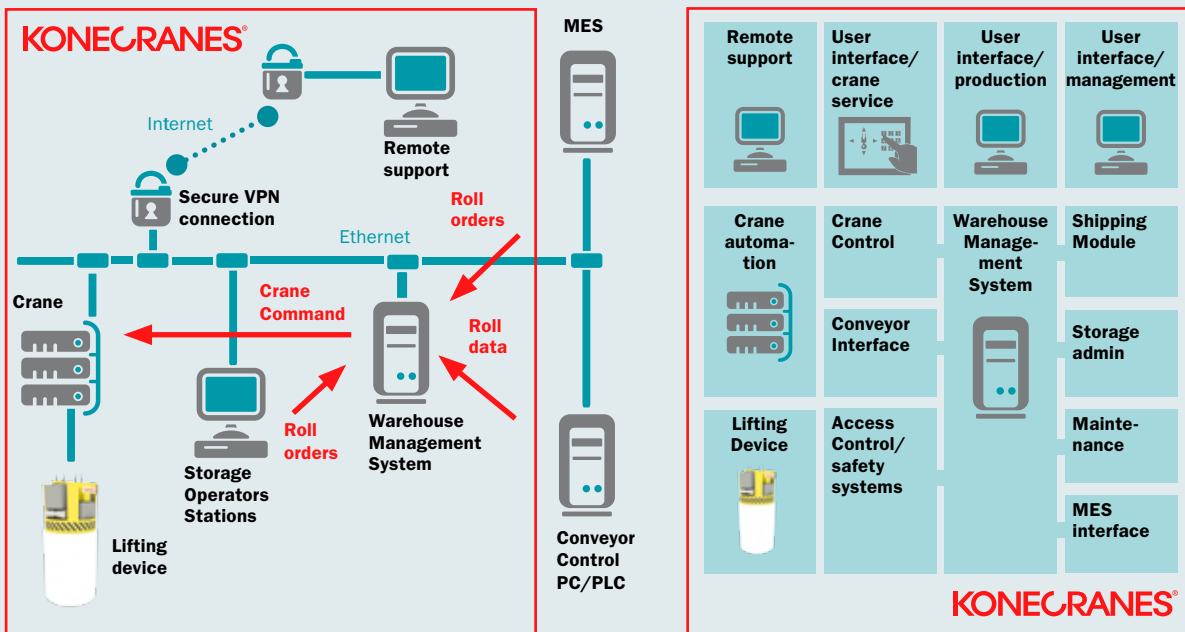 KONECRANES®
MES
Internet
Remote
support
Secure VPN
connection
Roll
orders
Ethernet
Crane
Crane
Command
Roll
data
Roll
orders
Warehouse
Management
System
Storage
Operators
Stations
Lifting
device
Conveyor
Control
PC/PLC
Remote
support
User
interface/
crane
service
User
interface/
production
User
interface/
management
Crane
automa-
tion
Crane
Control
Warehouse
Manage-
ment
System
Shipping
Module
Conveyor
Interface
Storage
admin
Lifting
Device
Access
Control/
safety
systems
Mainte-
nance
MES
interface
KONECRANES®